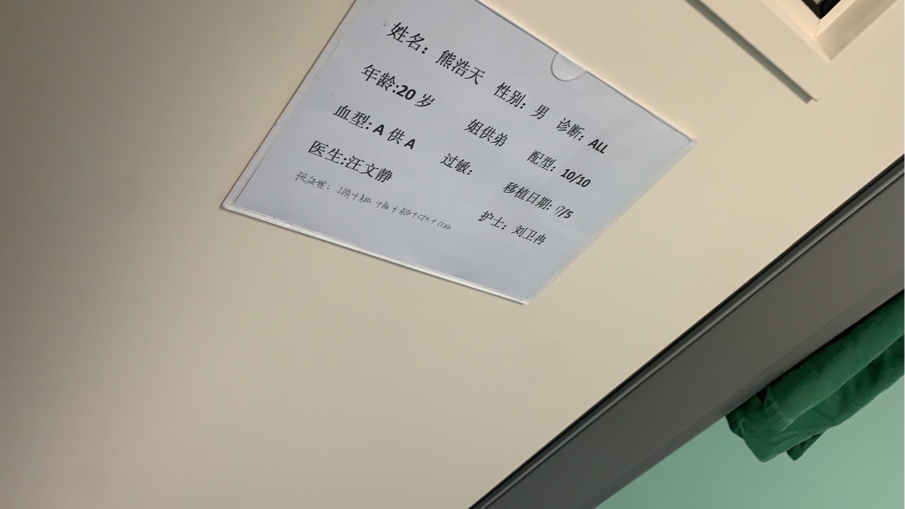 姓名：熊浩天 性别：男 诊断：ALL
年龄:20 岁 姐供弟 配型：10/10
血型：A 供 A 过敏： 移植日期：7/5
医生:汪文静 护士：刘卫冉